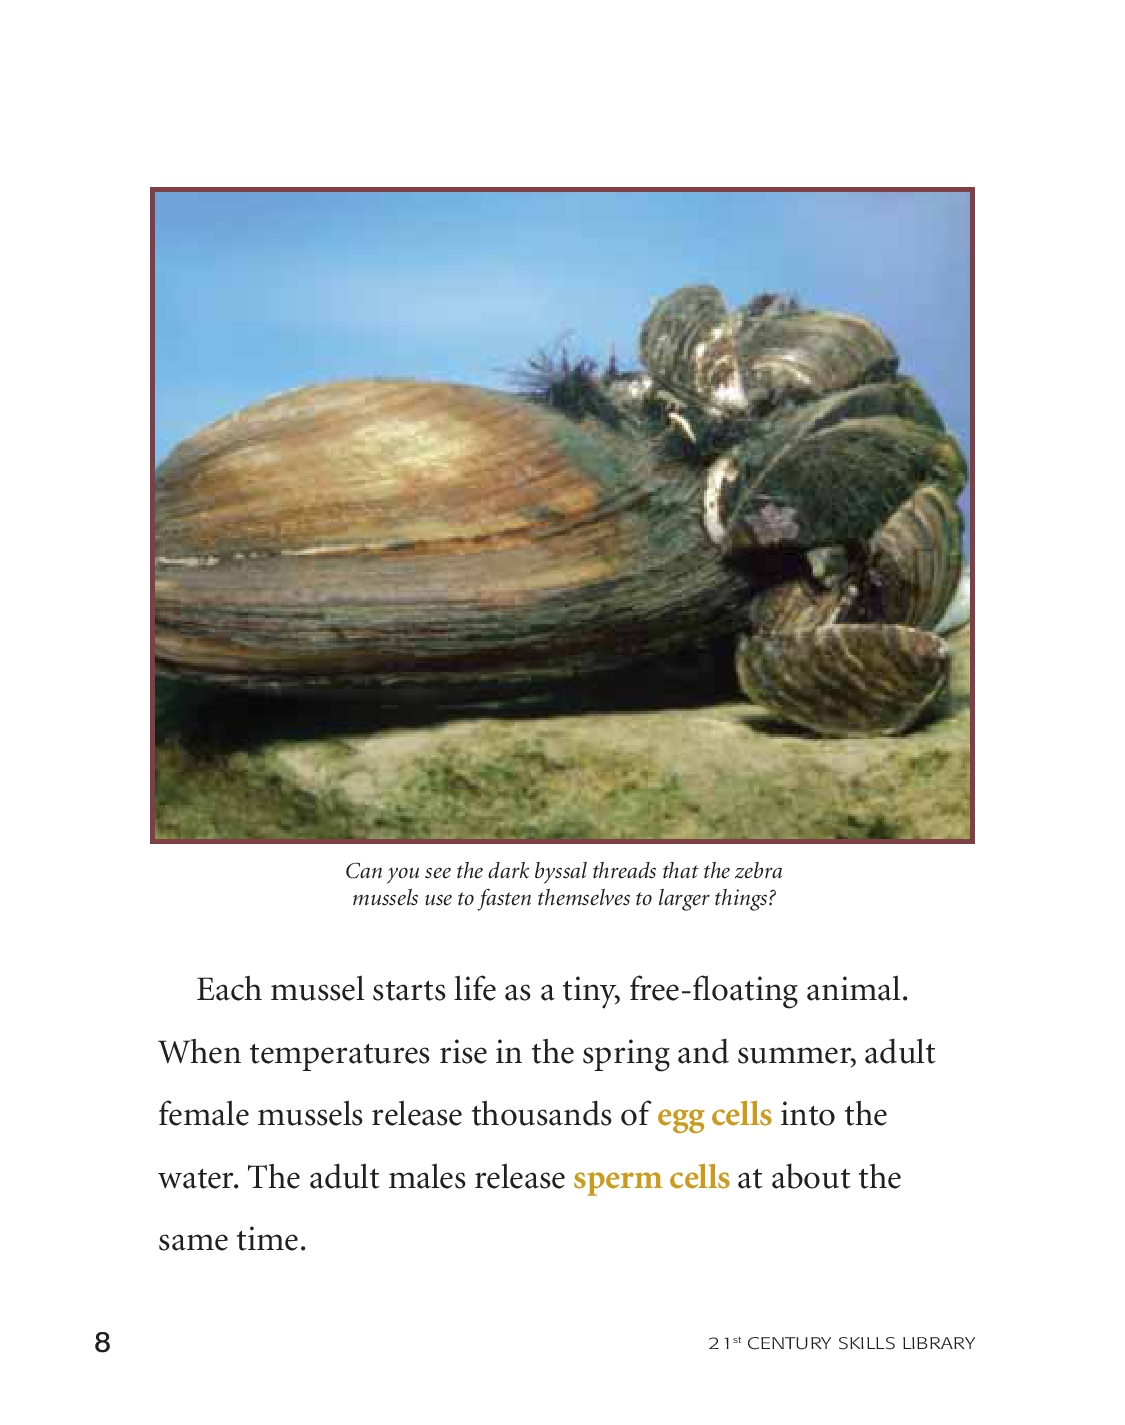 Can you see the dark byssal threads that the zebra
mussels use to fasten themselves to larger things?
Each mussel starts life as a tiny, free-floating animal.
When temperatures rise in the spring and summer, adult
female mussels release thousands of egg cells into the
water. The adult males release sperm cells at about the
same time.
8
21st CENTURY SKILLS LIBRARY